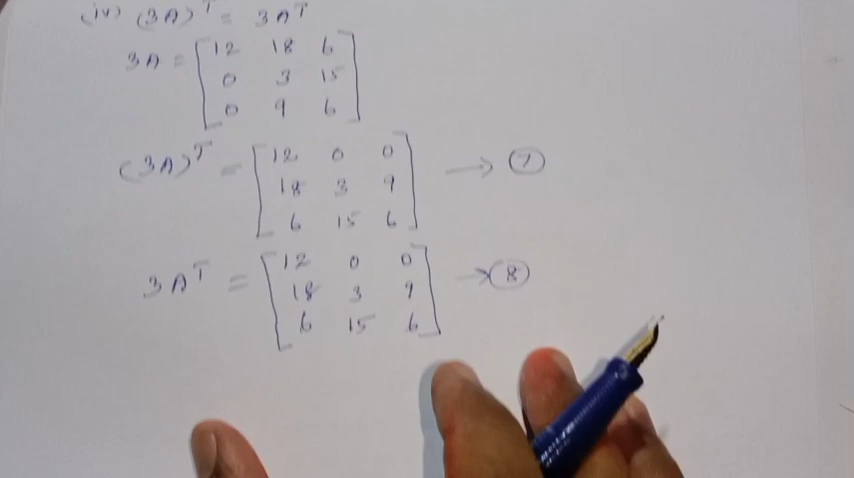 (iv) (3A)ᵀ = 3Aᵀ
3A = [12 18 6
0 3 15
0 9 6]
(3A)ᵀ = [12 0 0
18 3 9
6 15 6] → ⑦
3Aᵀ = [12 0 0
18 3 9
6 15 6] → ⑧